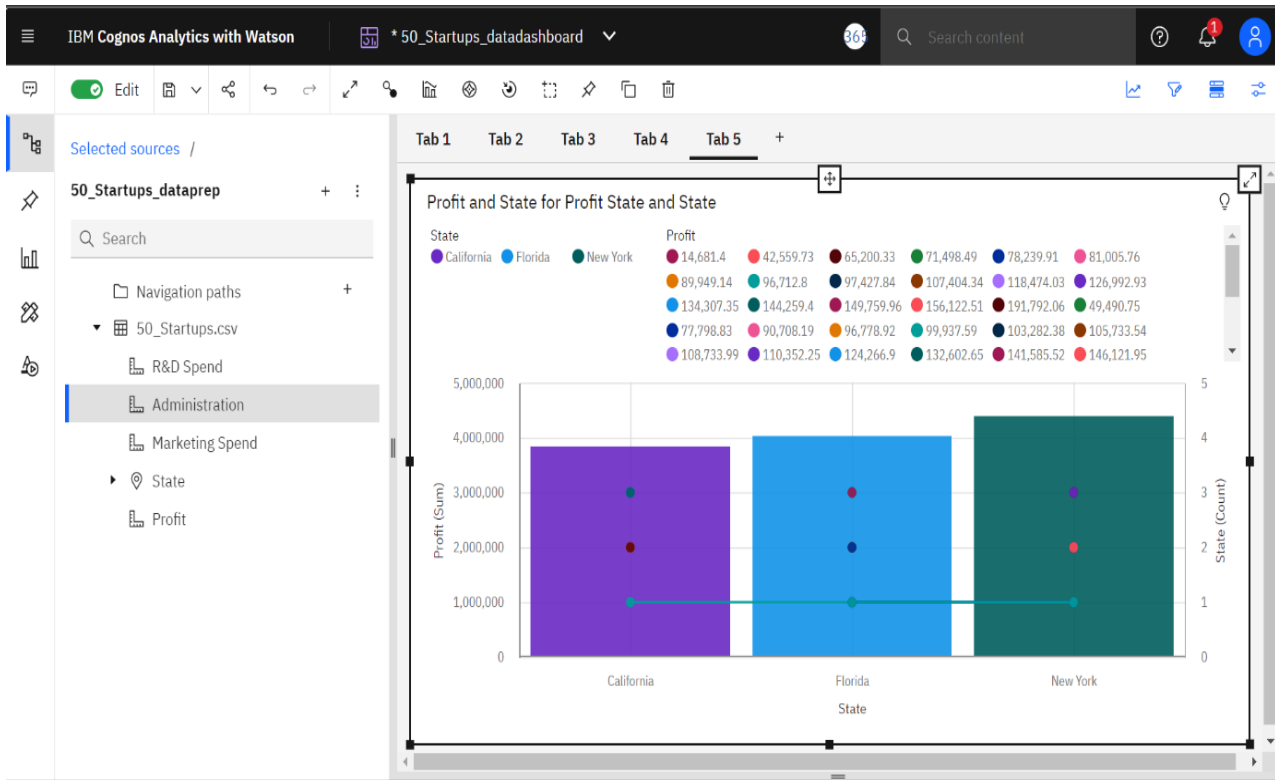 IBM Cognos Analytics with Watson
* 50_Startups_datadashboard
365
Search content
1
Edit
Selected sources /
50_Startups_dataprep
Search
Navigation paths
50_Startups.csv
R&D Spend
Administration
Marketing Spend
State
Profit
Tab 1 Tab 2 Tab 3 Tab 4 Tab 5
Profit and State for Profit State and State
State
California Florida New York
Profit
14,681.4 42,559.73 65,200.33 71,498.49 78,239.91 81,005.76
89,949.14 96,712.8 97,427.84 107,404.34 118,474.03 126,992.93
134,307.35 144,259.4 149,759.96 156,122.51 191,792.06 49,490.75
77,798.83 90,708.19 96,778.92 99,937.59 103,282.38 105,733.54
108,733.99 110,352.25 124,266.9 132,602.65 141,585.52 146,121.95
5,000,000
4,000,000
3,000,000
2,000,000
1,000,000
0
Profit (Sum)
5
4
3
2
1
0
State (Count)
California Florida New York
State